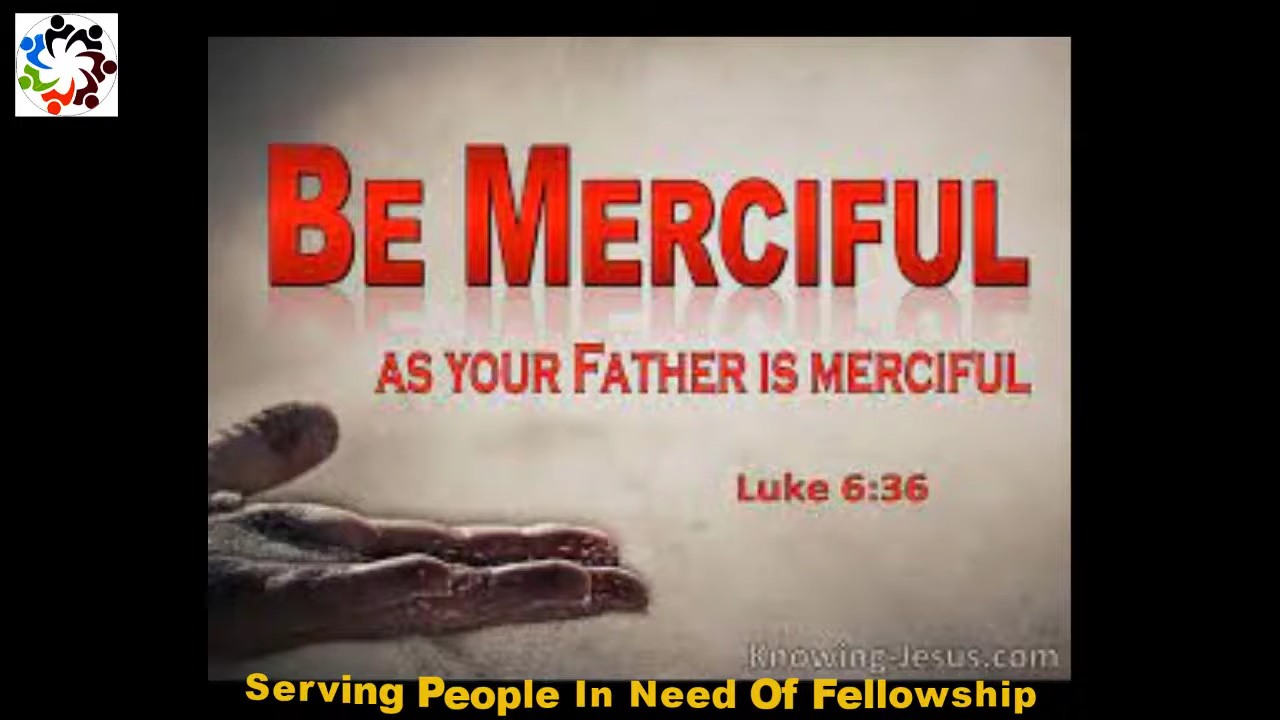 BE MERCIFUL
AS YOUR FATHER IS MERCIFUL
Luke 6:36
Knowing-Jesus.com
Serving People In Need Of Fellowship